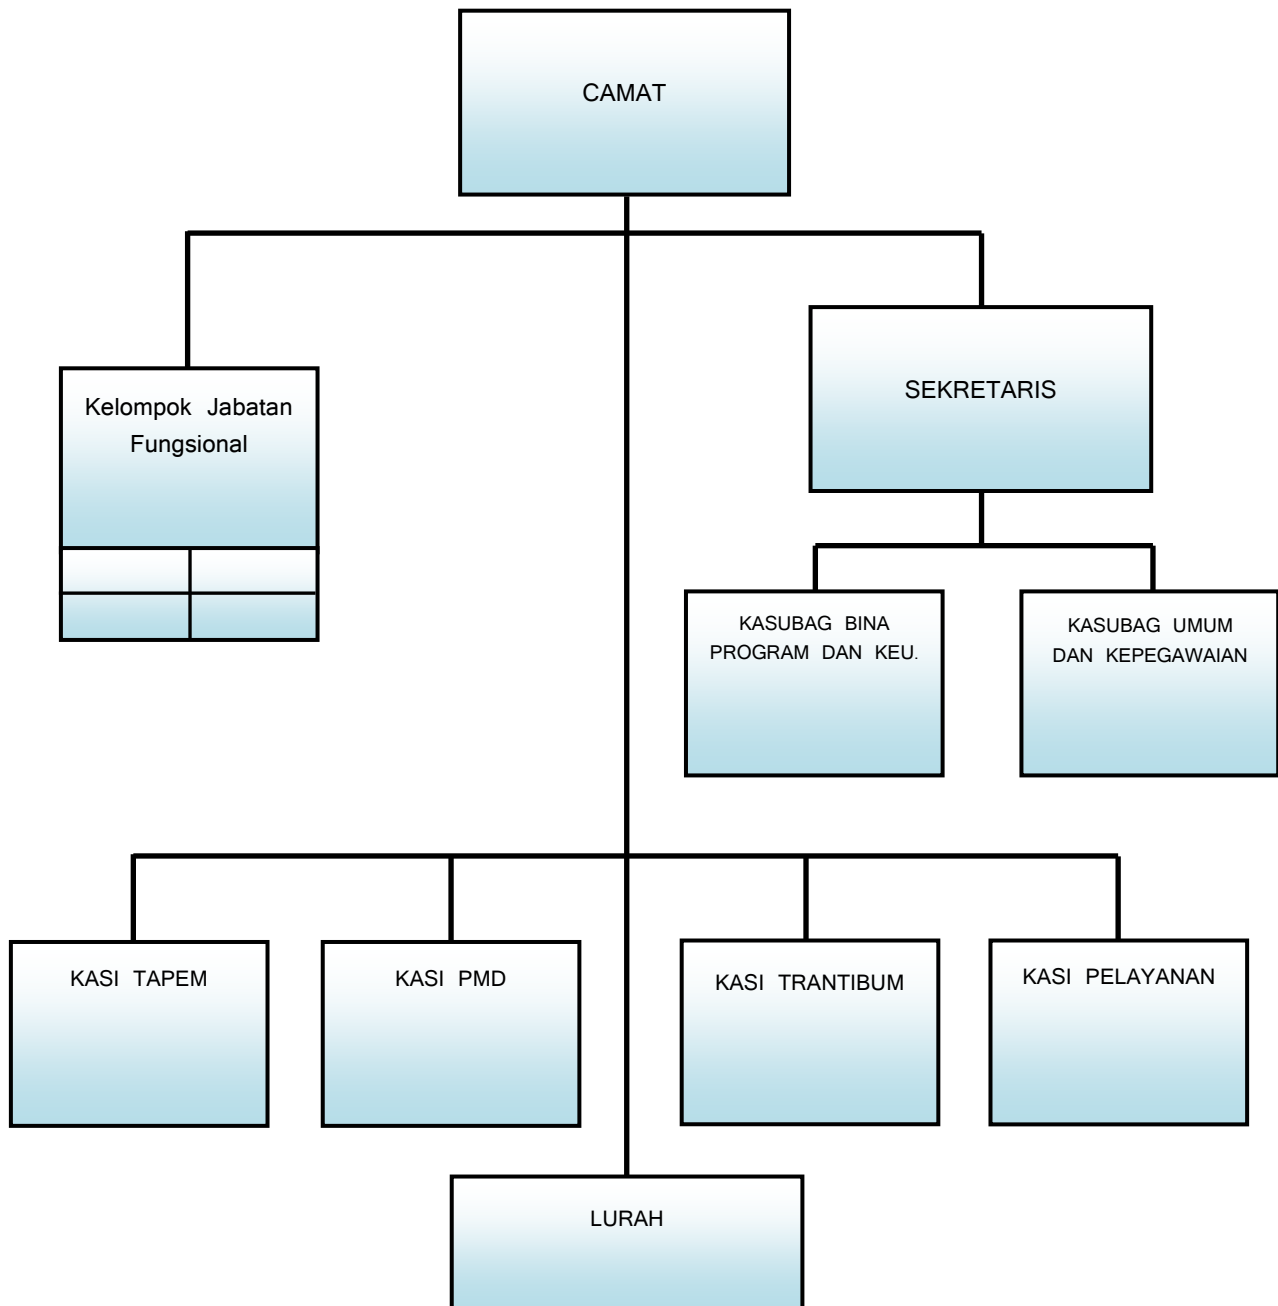 CAMAT
Kelompok Jabatan
Fungsional
SEKRETARIS
KASUBAG BINA
PROGRAM DAN KEU.
KASUBAG UMUM
DAN KEPEGAWAIAN
KASI TAPEM
KASI PMD
KASI TRANTIBUM
KASI PELAYANAN
LURAH